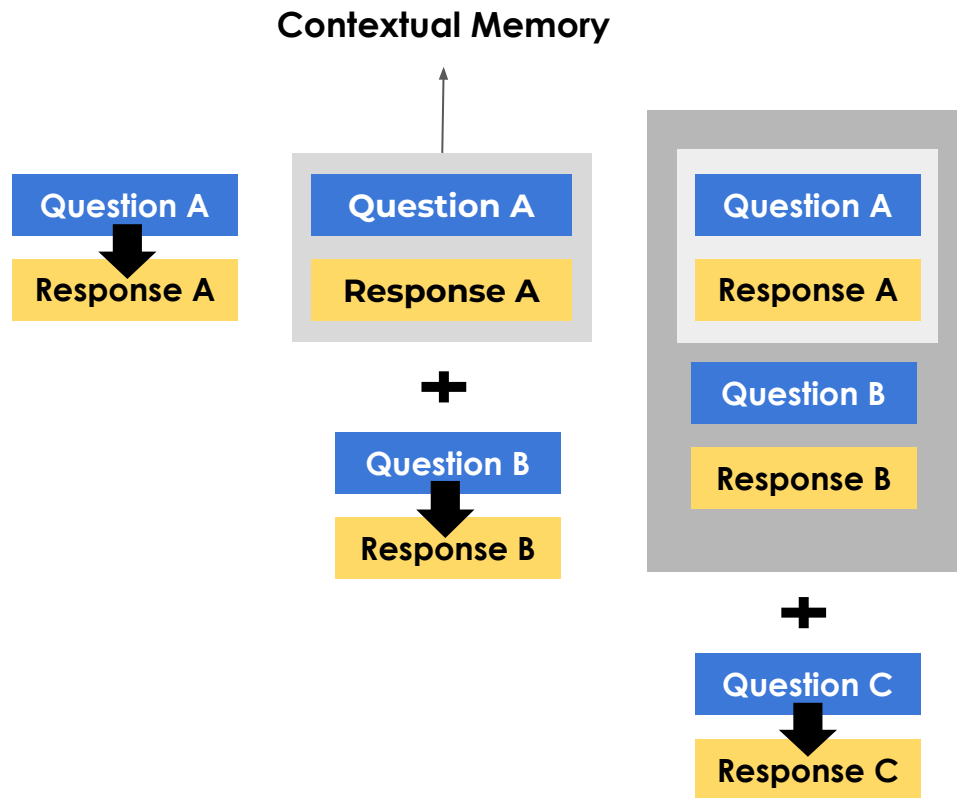 Contextual Memory
Question A
Response A
Question A
Response A
+
Question B
Response B
Question A
Response A
Question B
Response B
+
Question C
Response C